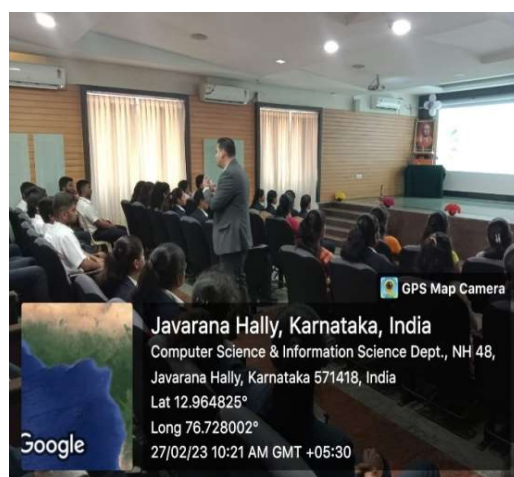 GPS Map Camera
Javarana Hally, Karnataka, India
Computer Science & Information Science Dept., NH 48,
Javarana Hally, Karnataka 571418, India
Lat 12.964825°
Long 76.728002°
27/02/23 10:21 AM GMT +05:30
Google